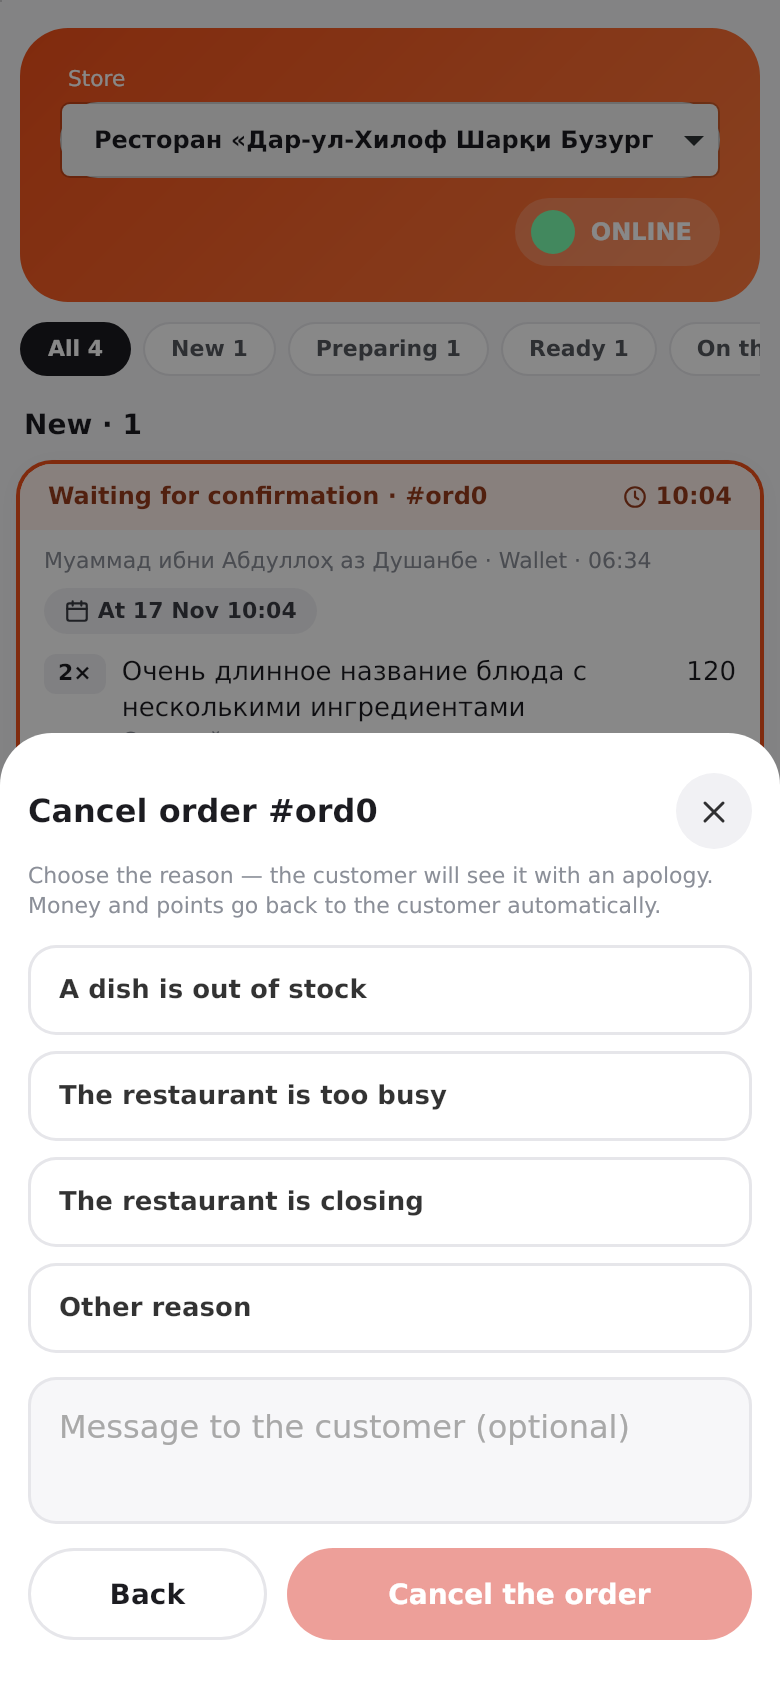 Store
Ресторан «Дар-ул-Хилоф Шарқи Бузург
ONLINE
All 4
New 1
Preparing 1
Ready 1
On th
New · 1
Waiting for confirmation · #ord0
10:04
Муаммад ибни Абдуллоҳ аз Душанбе · Wallet · 06:34
At 17 Nov 10:04
2× Очень длинное название блюда с 120
несколькими ингредиентами
Cancel order #ord0
Choose the reason — the customer will see it with an apology.
Money and points go back to the customer automatically.
A dish is out of stock
The restaurant is too busy
The restaurant is closing
Other reason
Message to the customer (optional)
Back
Cancel the order